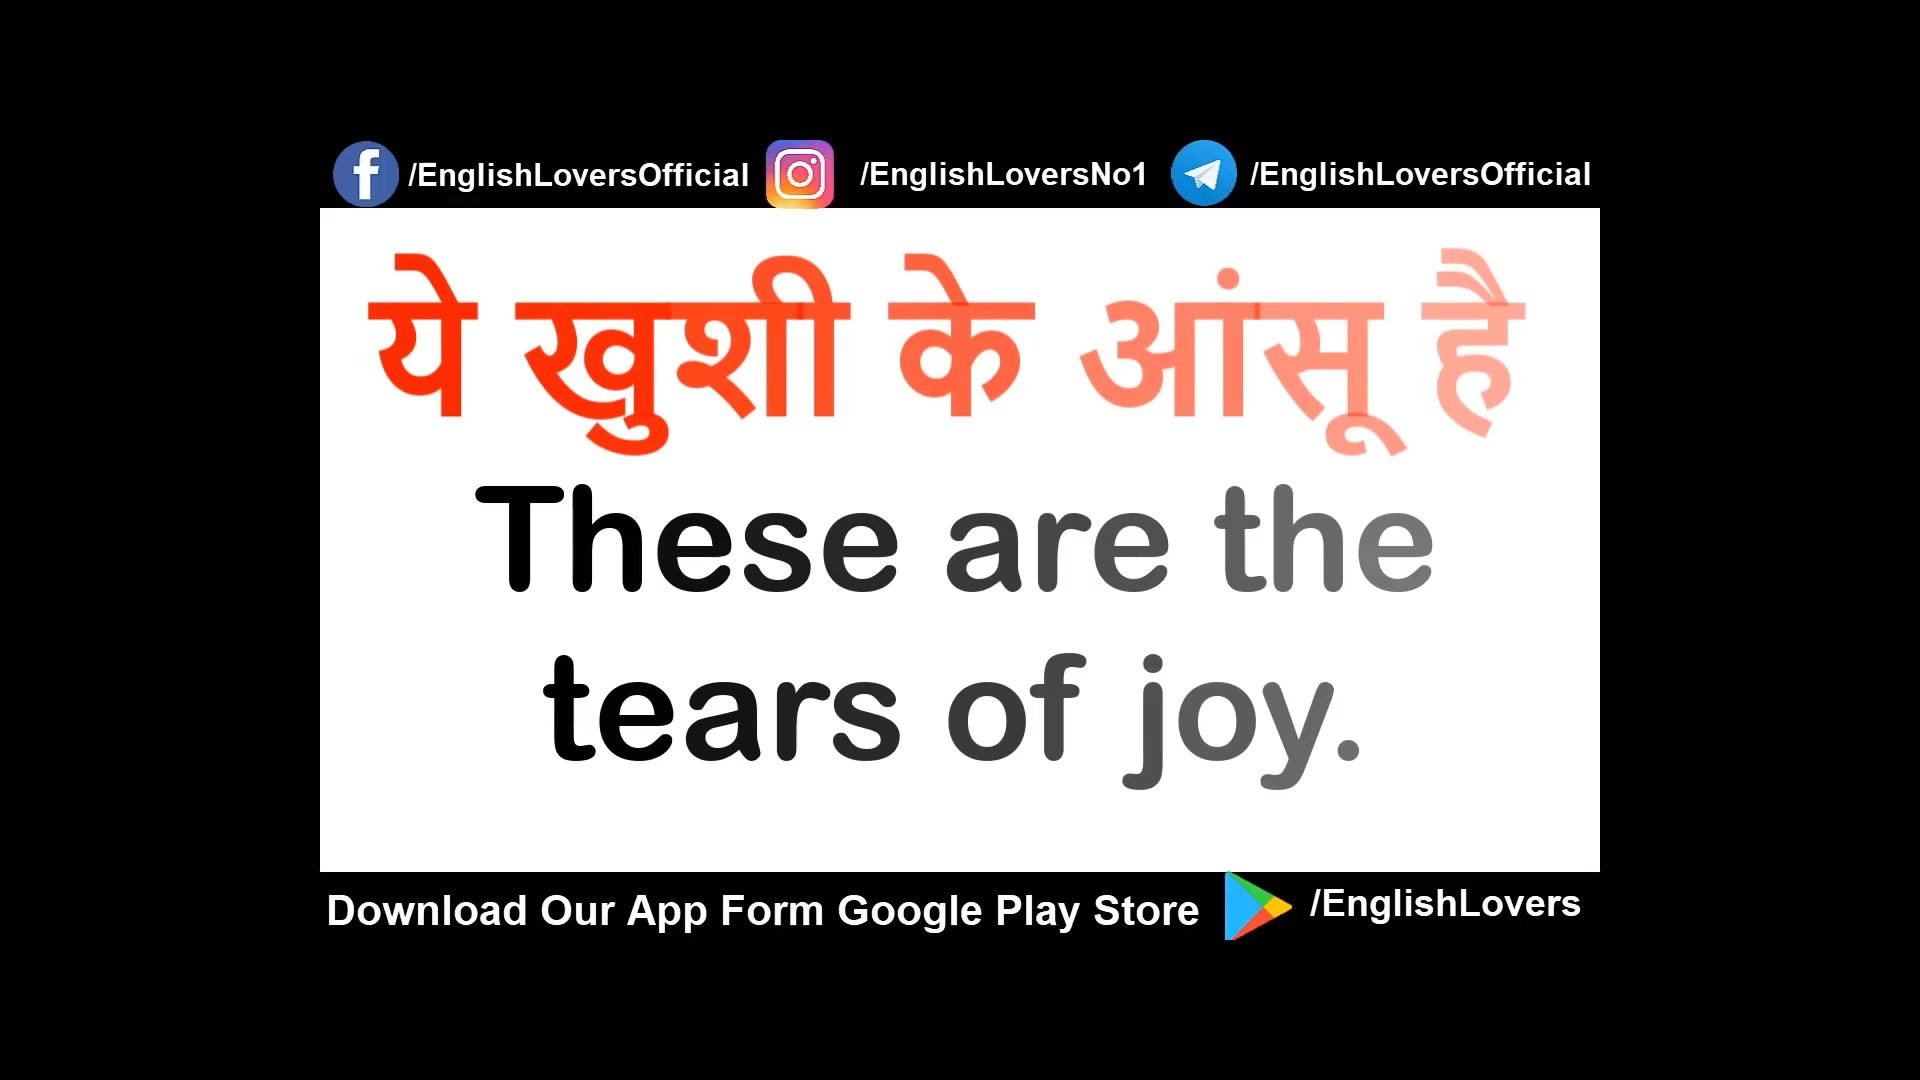 /EnglishLoversOfficial /EnglishLoversNo1 /EnglishLoversOfficial
ये खुशी के आंसू है
These are the
tears of joy.
Download Our App Form Google Play Store /EnglishLovers